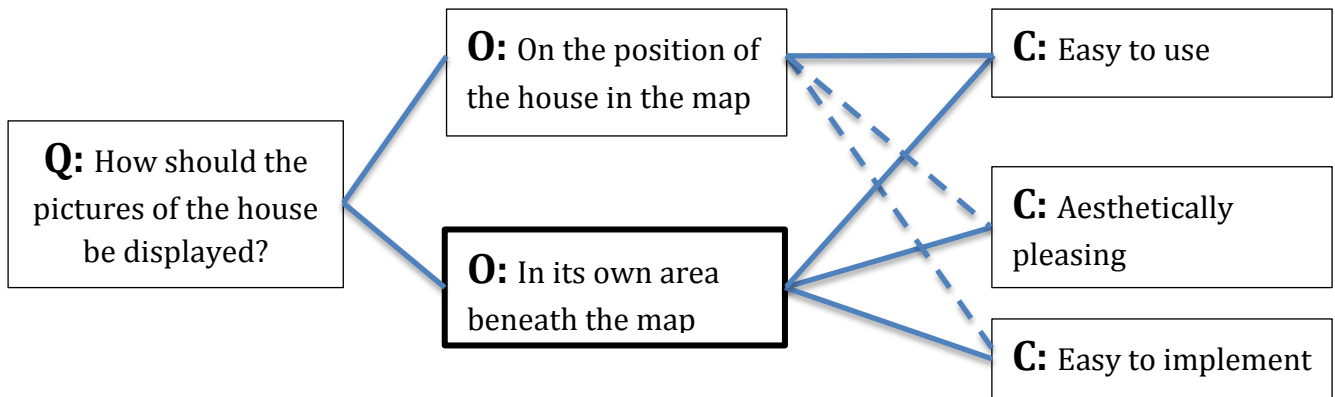 Q: How should the
pictures of the house
be displayed?
O: On the position of
the house in the map
O: In its own area
beneath the map
C: Easy to use
C: Aesthetically
pleasing
C: Easy to implement